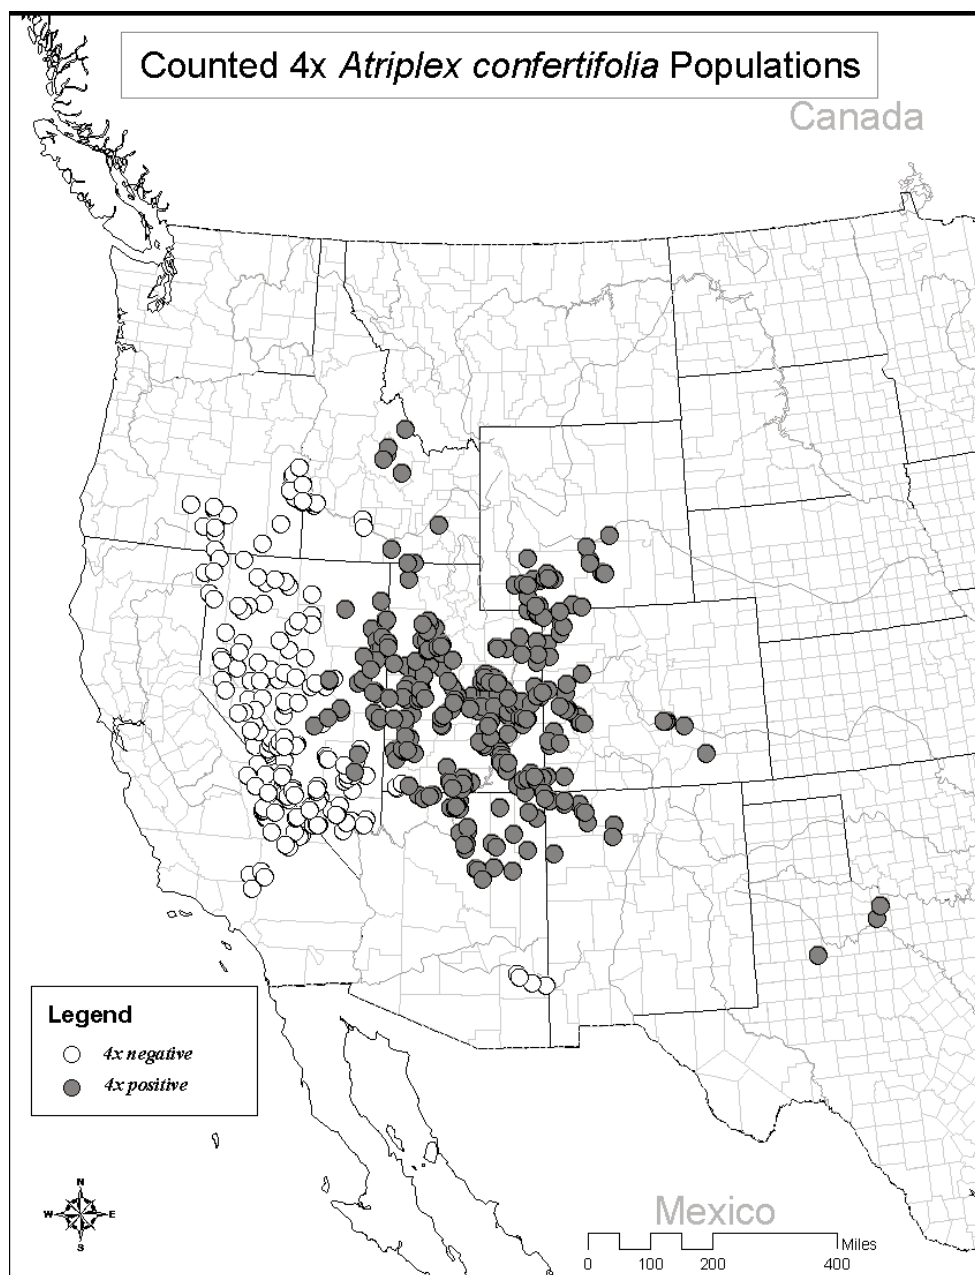 Counted 4x Atriplex confertifolia Populations
Canada
Legend
4x negative
4x positive
N
W E
S
Mexico
Miles
0 100 200 400